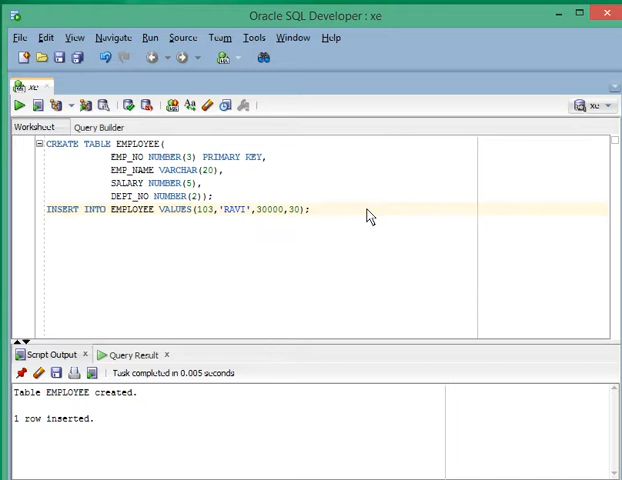 Oracle SQL Developer : xe
File Edit View Navigate Run Source Team Tools Window Help
xe
xe
Worksheet Query Builder
CREATE TABLE EMPLOYEE(
EMP_NO NUMBER(3) PRIMARY KEY,
EMP_NAME VARCHAR(20),
SALARY NUMBER(5),
DEPT_NO NUMBER(2));
INSERT INTO EMPLOYEE VALUES(103,'RAVI',30000,30);
Script Output x Query Result x
Task completed in 0.005 seconds
Table EMPLOYEE created.
1 row inserted.